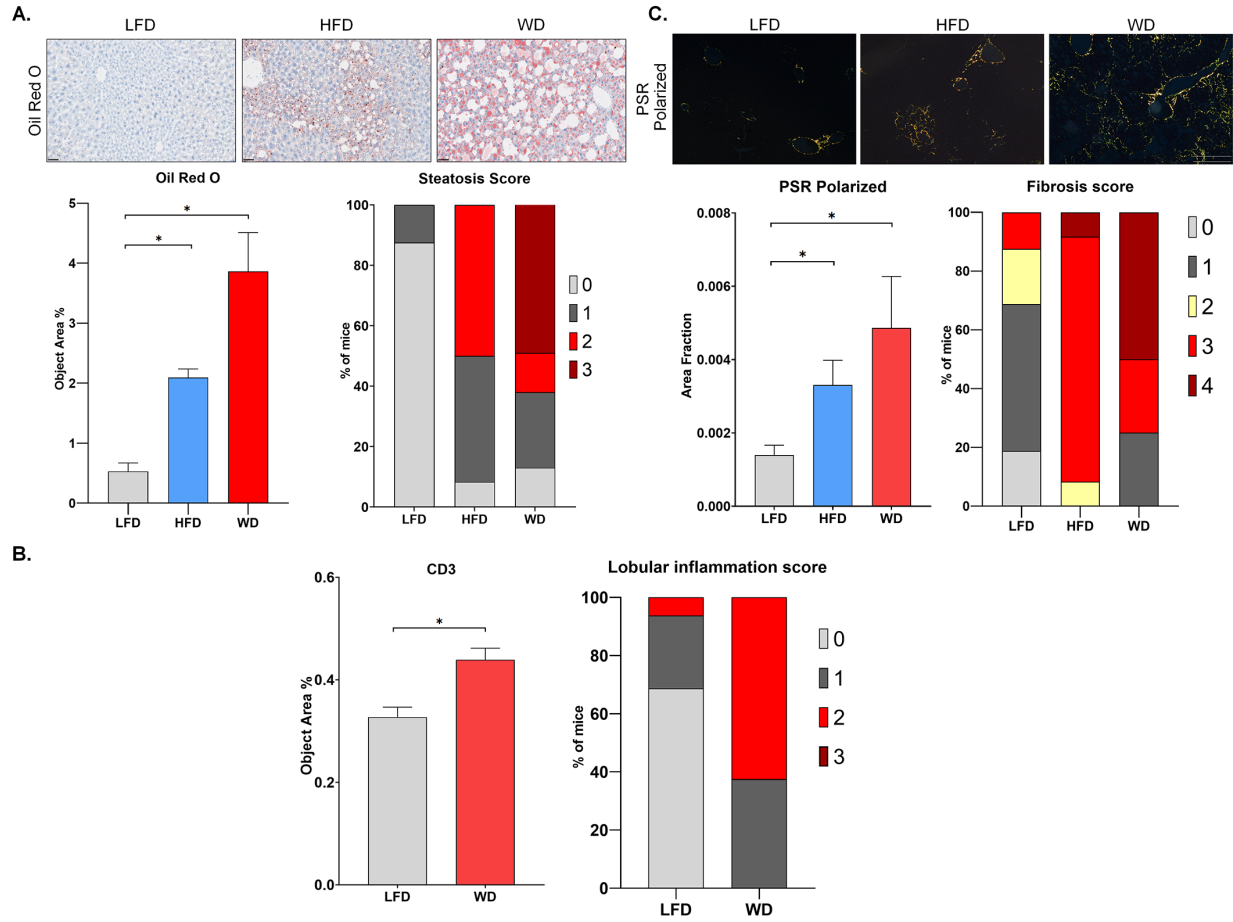 A.
LFD
HFD
WD
Oil Red O
Oil Red O
Object Area %
5
4
3
2
1
0
LFD
HFD
WD
Steatosis Score
% of mice
100
80
60
40
20
0
LFD
HFD
WD
0
1
2
3
C.
LFD
HFD
WD
PSR
Polarized
PSR Polarized
Area Fraction
0.008
0.006
0.004
0.002
0.000
LFD
HFD
WD
Fibrosis score
% of mice
100
80
60
40
20
0
LFD
HFD
WD
0
1
2
3
4
B.
CD3
Object Area %
0.6
0.4
0.2
0.0
LFD
WD
Lobular inflammation score
% of mice
100
80
60
40
20
0
LFD
WD
0
1
2
3